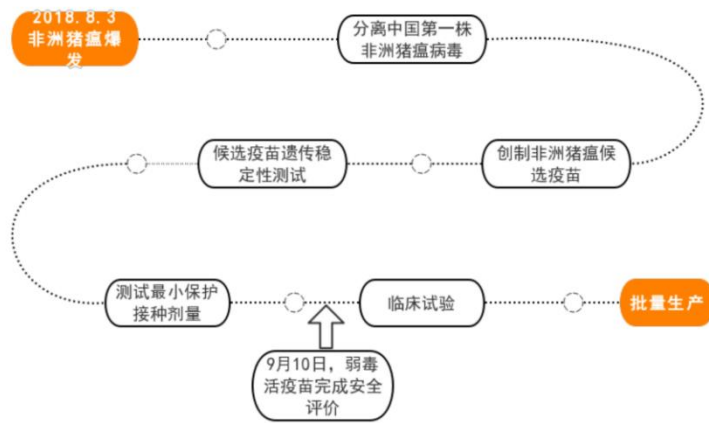 2018.8.3
非洲猪瘟爆
发
分离中国第一株
非洲猪瘟病毒
创制非洲猪瘟候
选疫苗
候选疫苗遗传稳
定性测试
测试最小保护
接种剂量
9月10日，弱毒
活疫苗完成安全
评价
临床试验
批量生产